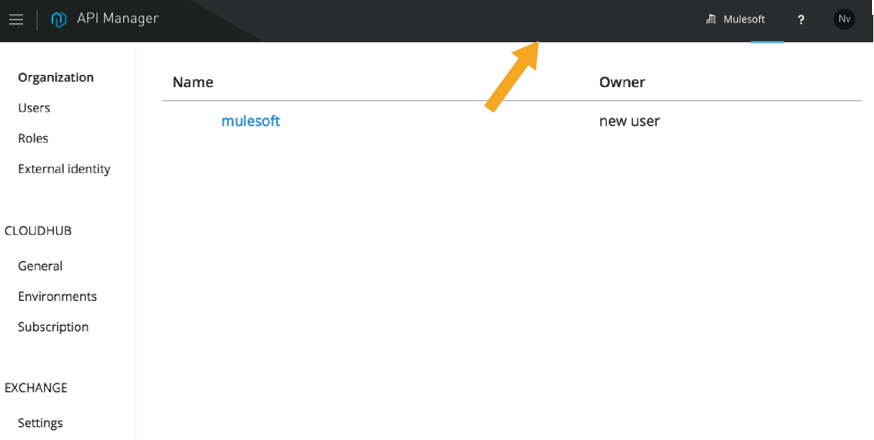 API Manager
Mulesoft
?
Nv
Organization
Users
Roles
External identity
CLOUDHUB
General
Environments
Subscription
EXCHANGE
Settings
Name Owner
mulesoft new user